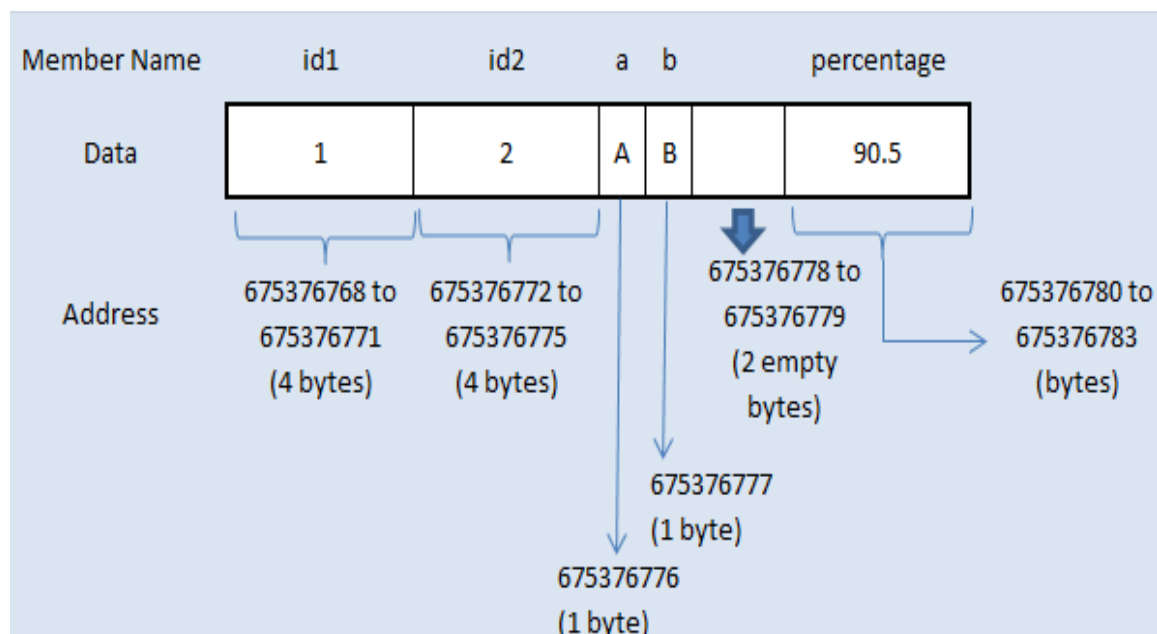 Member Name id1 id2 a b percentage
Data 1 2 A B 90.5
Address
675376768 to
675376771
(4 bytes)
675376772 to
675376775
(4 bytes)
675376778 to
675376779
(2 empty
bytes)
675376780 to
675376783
(bytes)
675376777
(1 byte)
675376776
(1 byte)